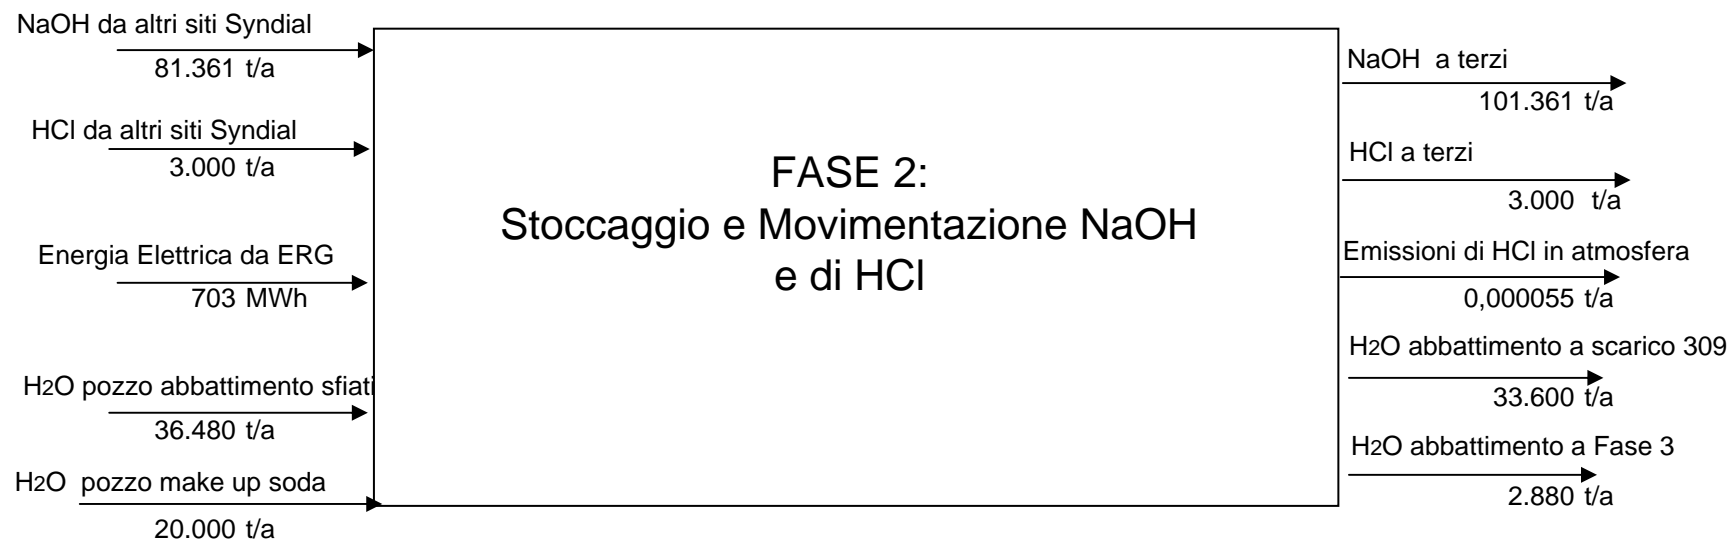 NaOH da altri siti Syndial
81.361 t/a
HCl da altri siti Syndial
3.000 t/a
Energia Elettrica da ERG
703 MWh
H2O pozzo abbattimento sfiati
36.480 t/a
H2O pozzo make up soda
20.000 t/a
FASE 2:
Stoccaggio e Movimentazione NaOH
e di HCl
NaOH a terzi
101.361 t/a
HCl a terzi
3.000 t/a
Emissioni di HCl in atmosfera
0,000055 t/a
H2O abbattimento a scarico 309
33.600 t/a
H2O abbattimento a Fase 3
2.880 t/a